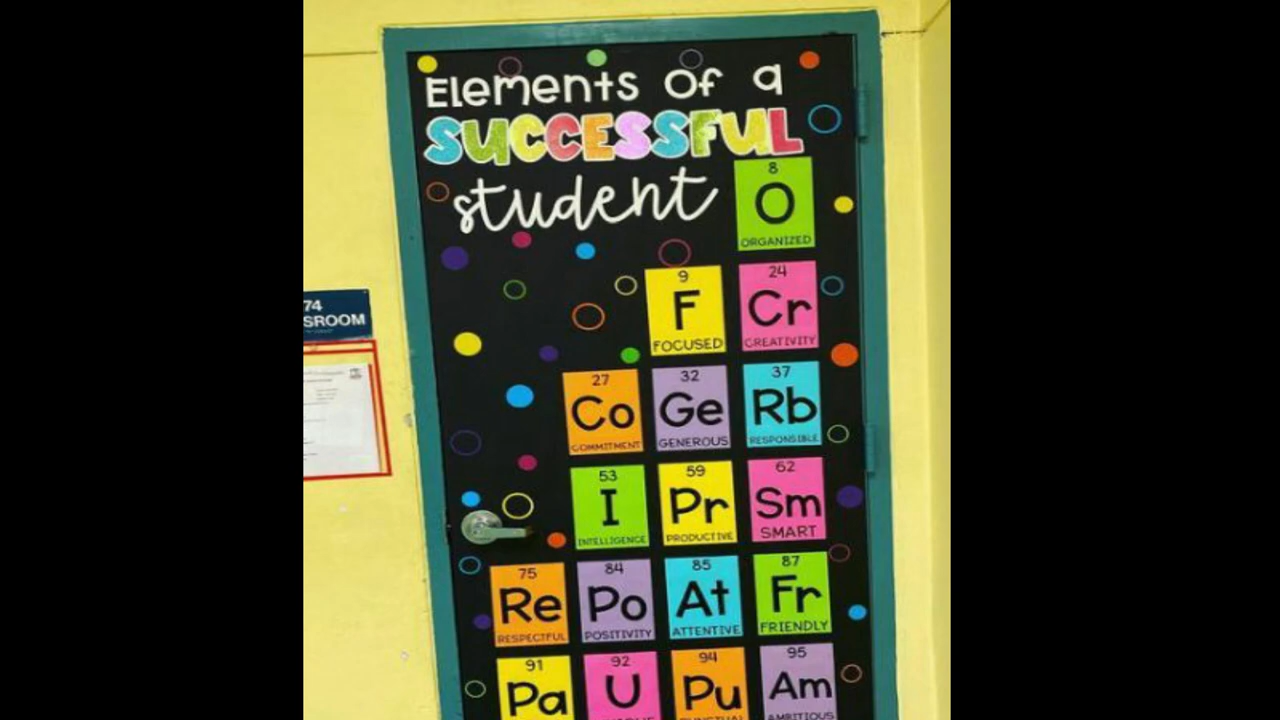 Elements of a
SUCCESSFUL
student
8
O
ORGANIZED
9
F
FOCUSED
24
Cr
CREATIVITY
74
SROOM
27
Co
COMMITMENT
32
Ge
GENEROUS
37
Rb
RESPONSIBLE
53
I
INTELLIGENCE
59
Pr
PRODUCTIVE
62
Sm
SMART
75
Re
RESPECTFUL
84
Po
POSITIVITY
85
At
ATTENTIVE
87
Fr
FRIENDLY
91
Pa
92
U
94
Pu
PUNCTUAL
95
Am
AMBITIOUS